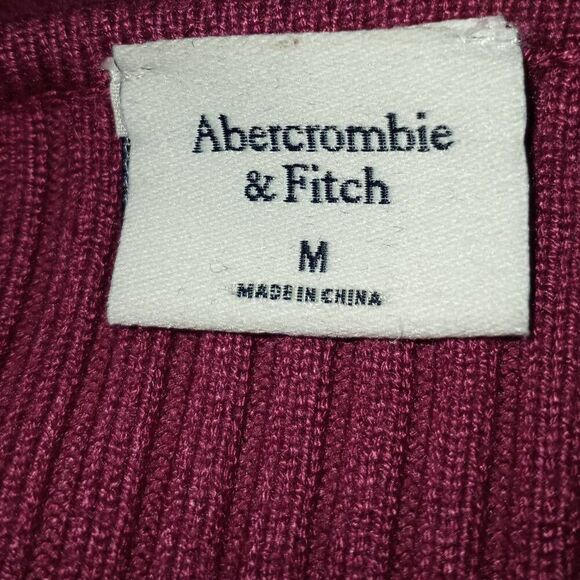 Abercrombie
& Fitch
M
MADE IN CHINA